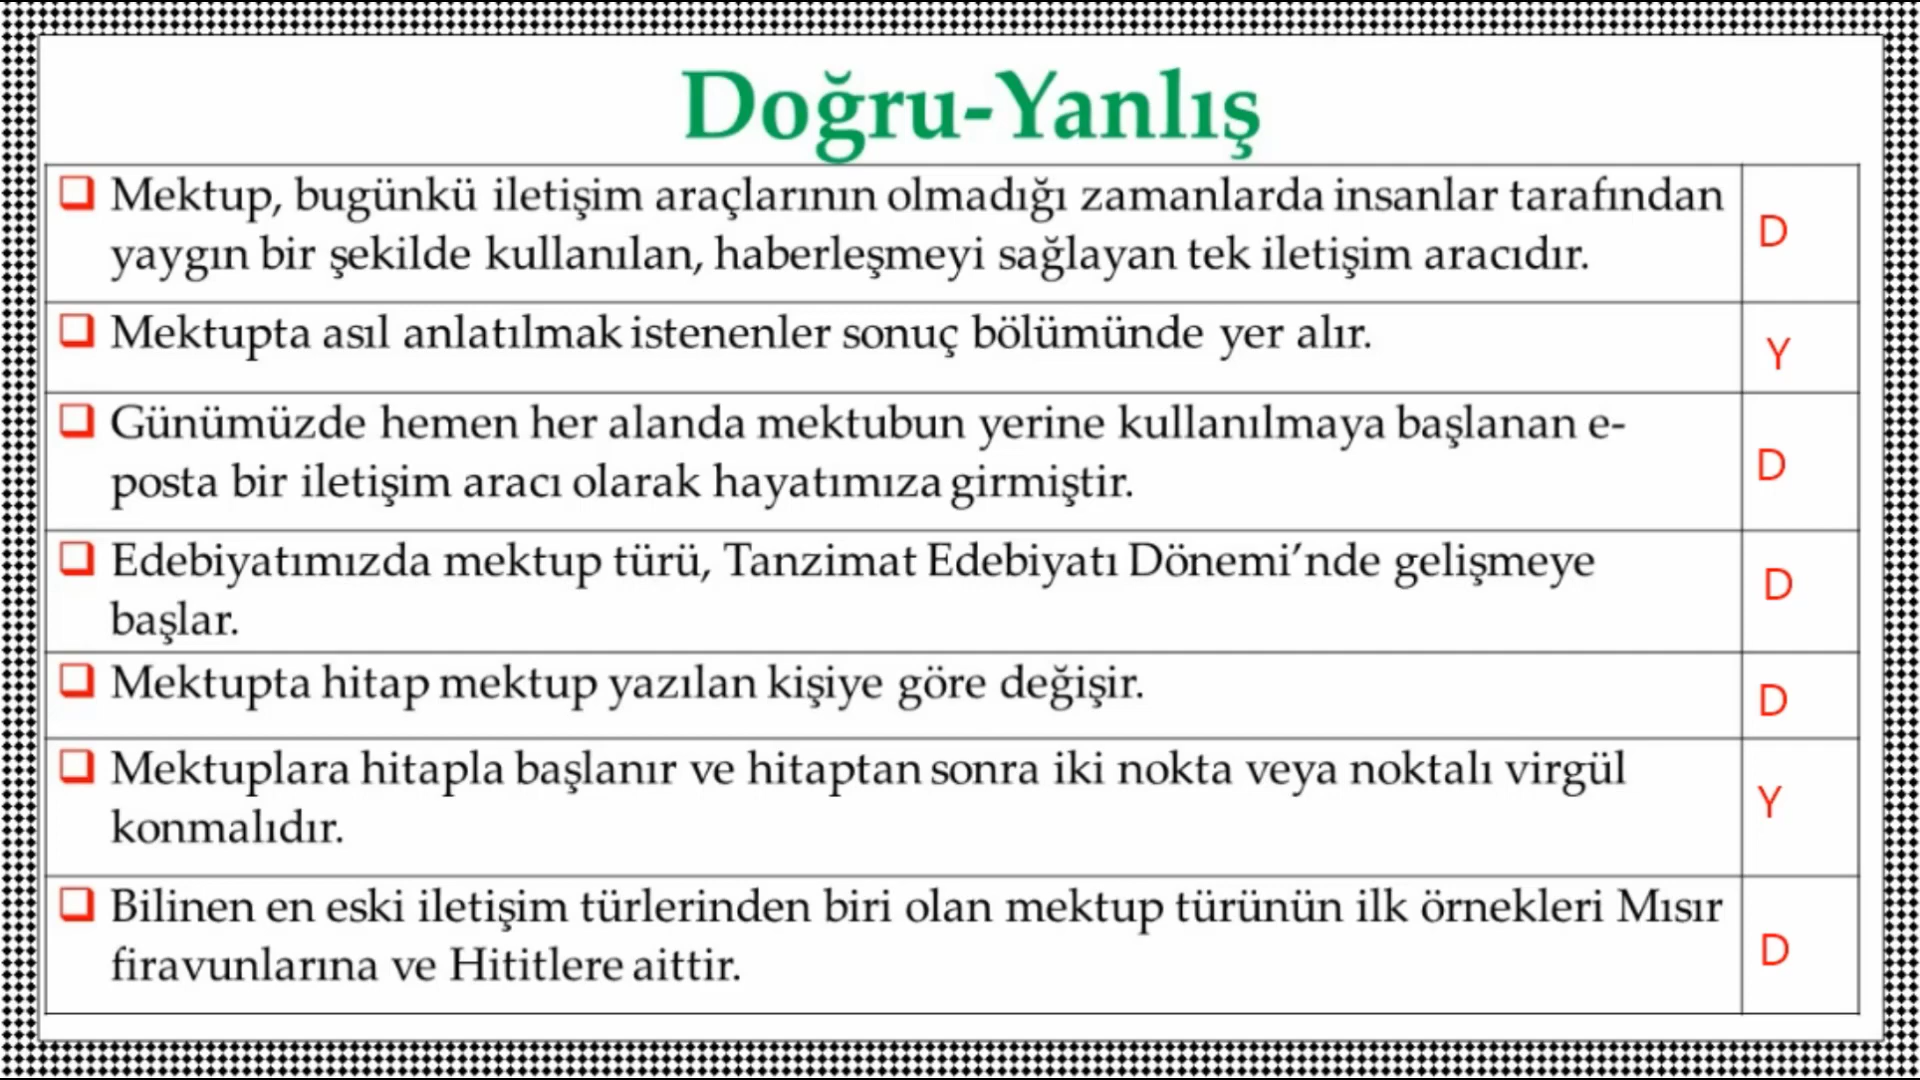 Doğru-Yanlış
Mektup, bugünkü iletişim araçlarının olmadığı zamanlarda insanlar tarafından
yaygın bir şekilde kullanılan, haberleşmeyi sağlayan tek iletişim aracıdır.
D
Mektupta asıl anlatılmak istenenler sonuç bölümünde yer alır.
Y
Günümüzde hemen her alanda mektubun yerine kullanılmaya başlanan e-
posta bir iletişim aracı olarak hayatımıza girmiştir.
D
Edebiyatımızda mektup türü, Tanzimat Edebiyatı Dönemi’nde gelişmeye
başlar.
D
Mektupta hitap mektup yazılan kişiye göre değişir.
D
Mektuplara hitapla başlanır ve hitaptan sonra iki nokta veya noktalı virgül
konmalıdır.
Y
Bilinen en eski iletişim türlerinden biri olan mektup türünün ilk örnekleri Mısır
firavunlarına ve Hititlere aittir.
D